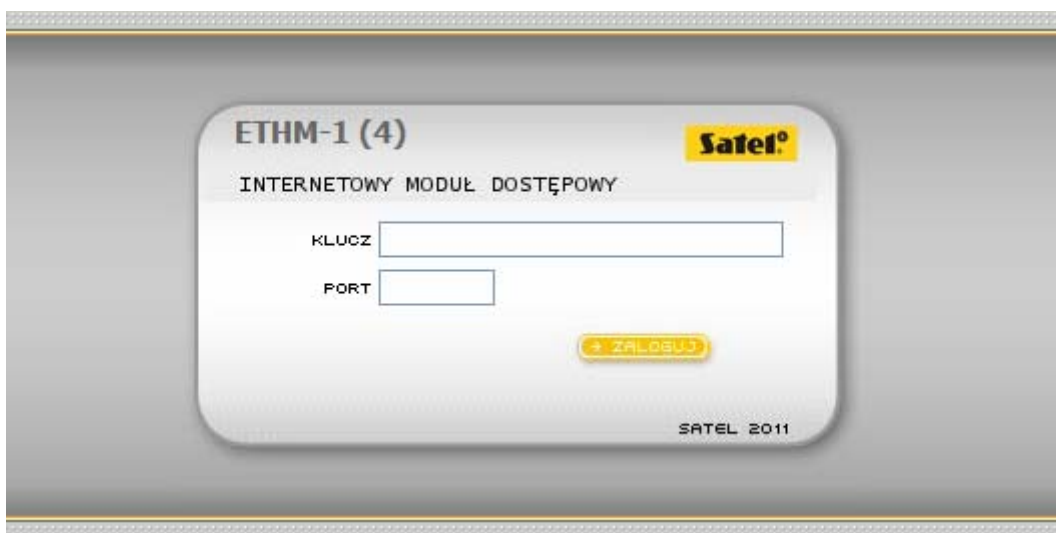 ETHM-1 (4)
Satel®
INTERNETOWY MODUŁ DOSTĘPOWY
KLUCZ
PORT
→ ZALOGUJ
SATEL 2011